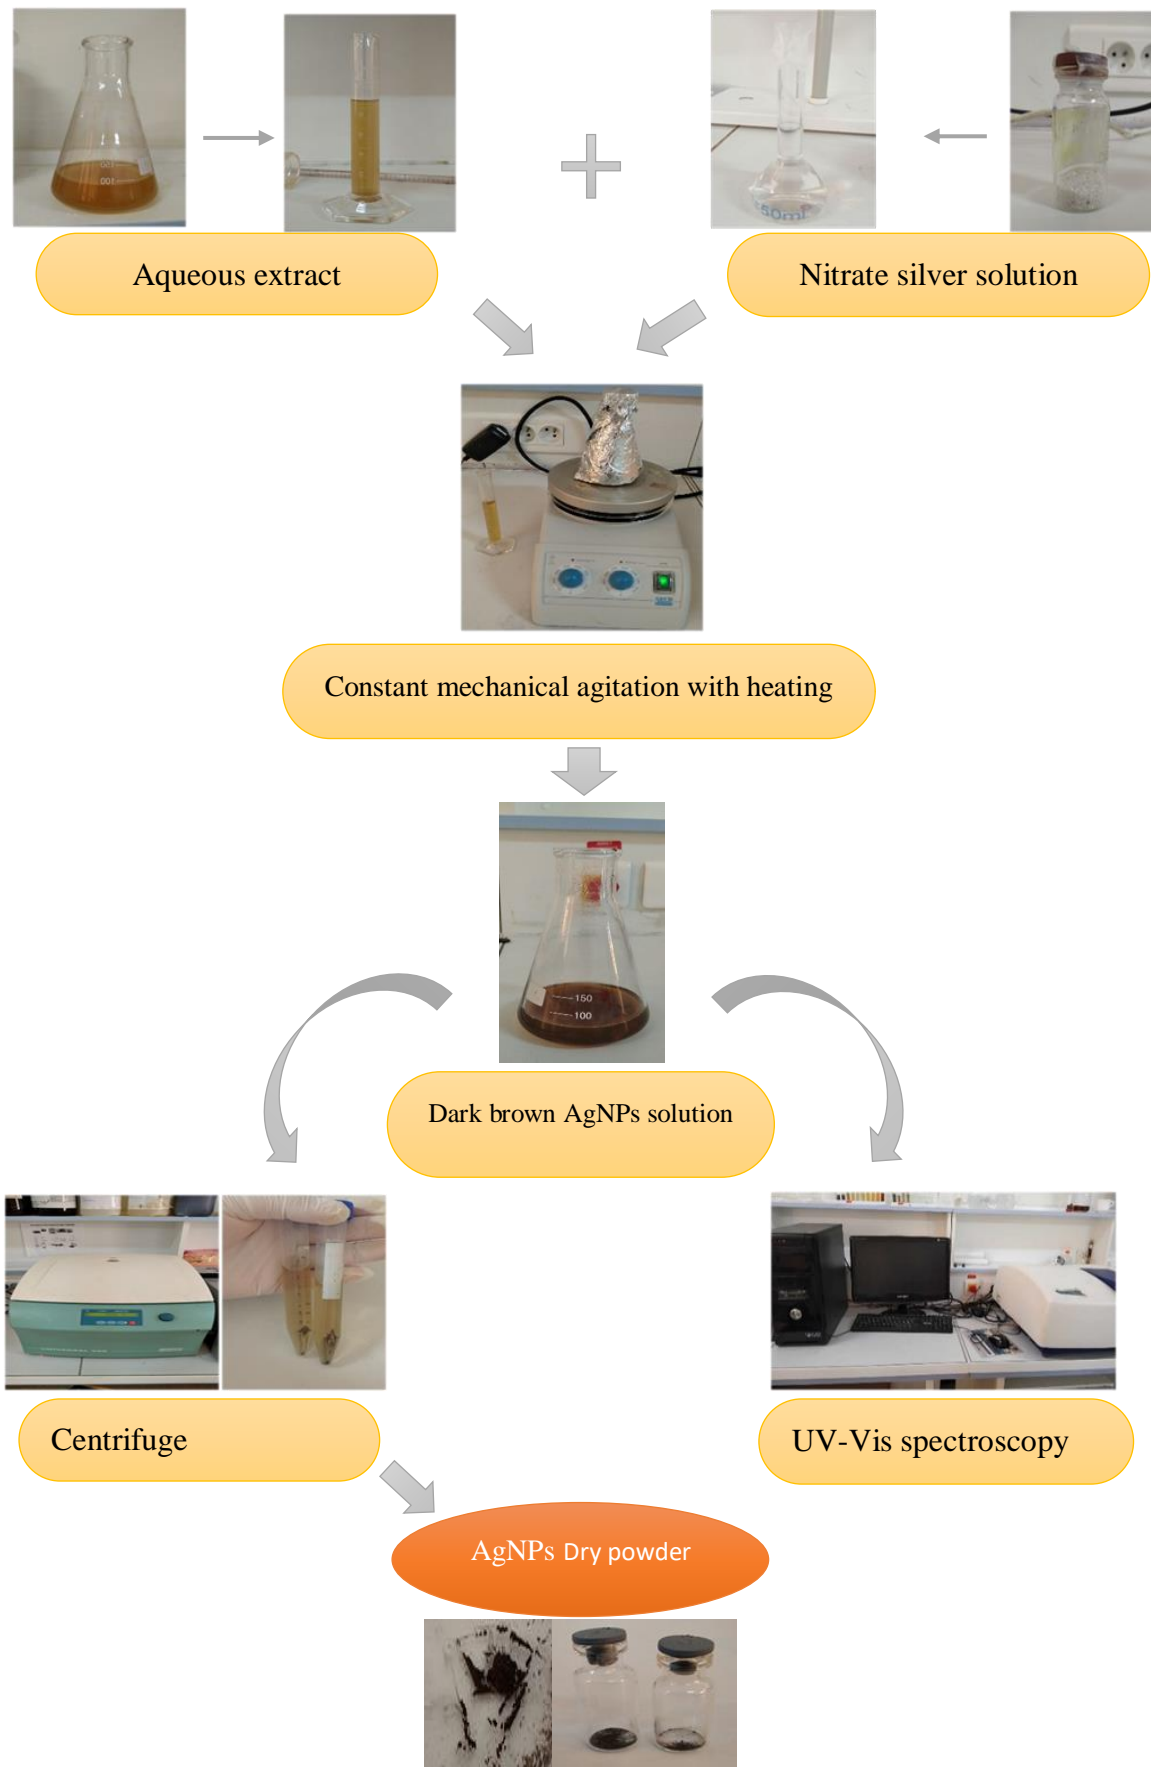 Aqueous extract
Nitrate silver solution
50ml
Constant mechanical agitation with heating
150
100
Dark brown AgNPs solution
Centrifuge
UV-Vis spectroscopy
AgNPs Dry powder